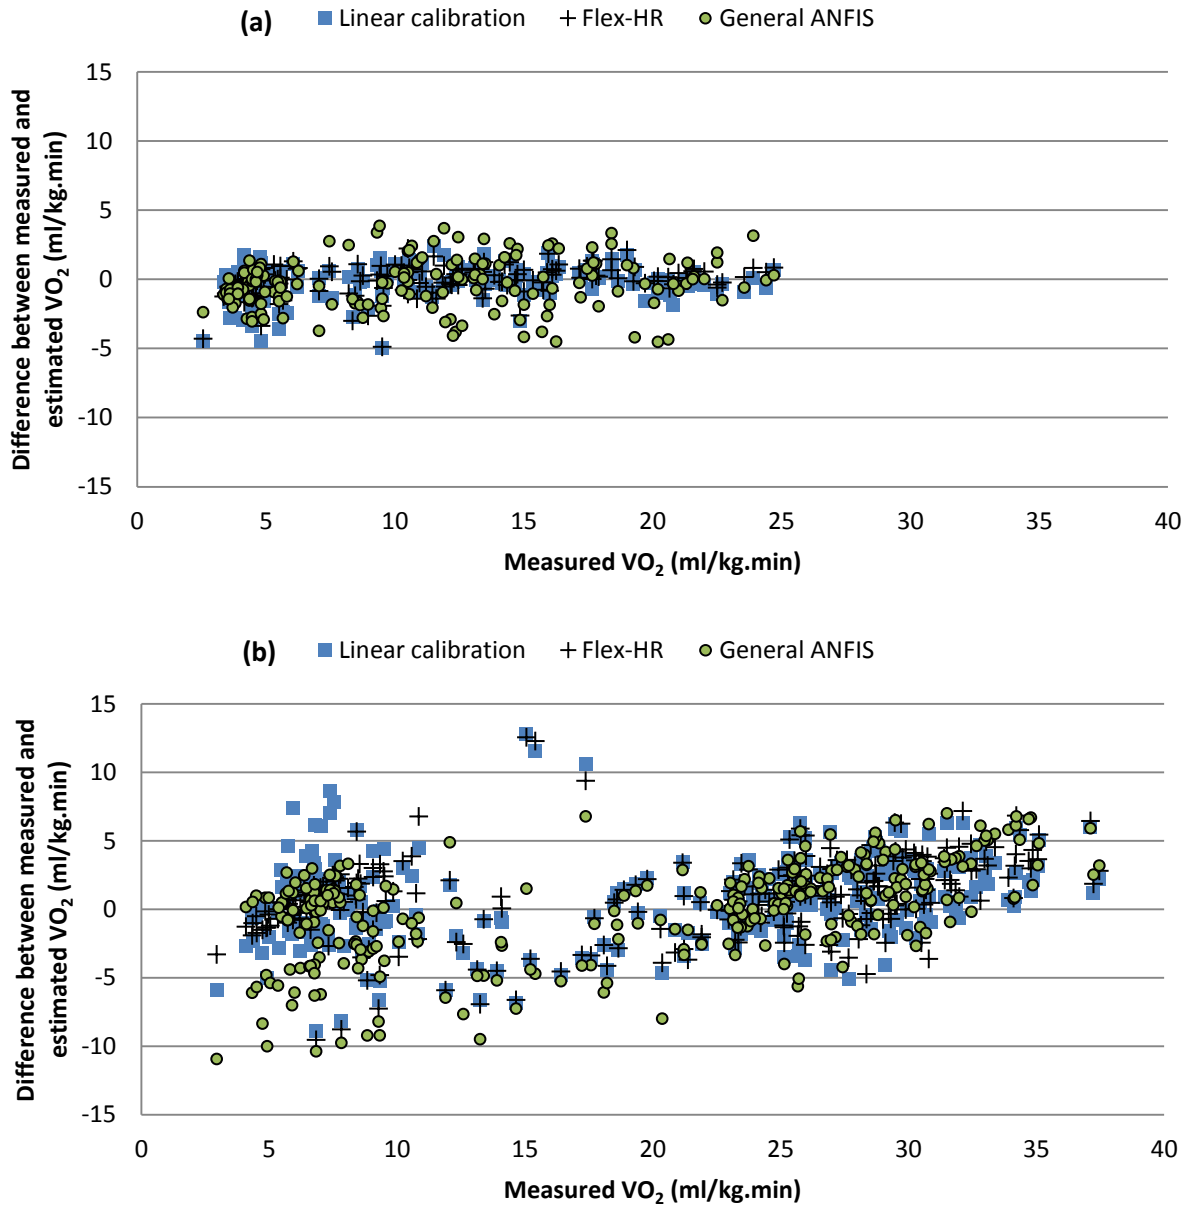 (a) Linear calibration Flex-HR General ANFIS
Difference between measured and
estimated VO₂ (ml/kg.min)
15
10
5
0
-5
-10
-15
0 5 10 15 20 25 30 35 40
Measured VO₂ (ml/kg.min)
(b) Linear calibration Flex-HR General ANFIS
Difference between measured and
estimated VO₂ (ml/kg.min)
15
10
5
0
-5
-10
-15
0 5 10 15 20 25 30 35 40
Measured VO₂ (ml/kg.min)